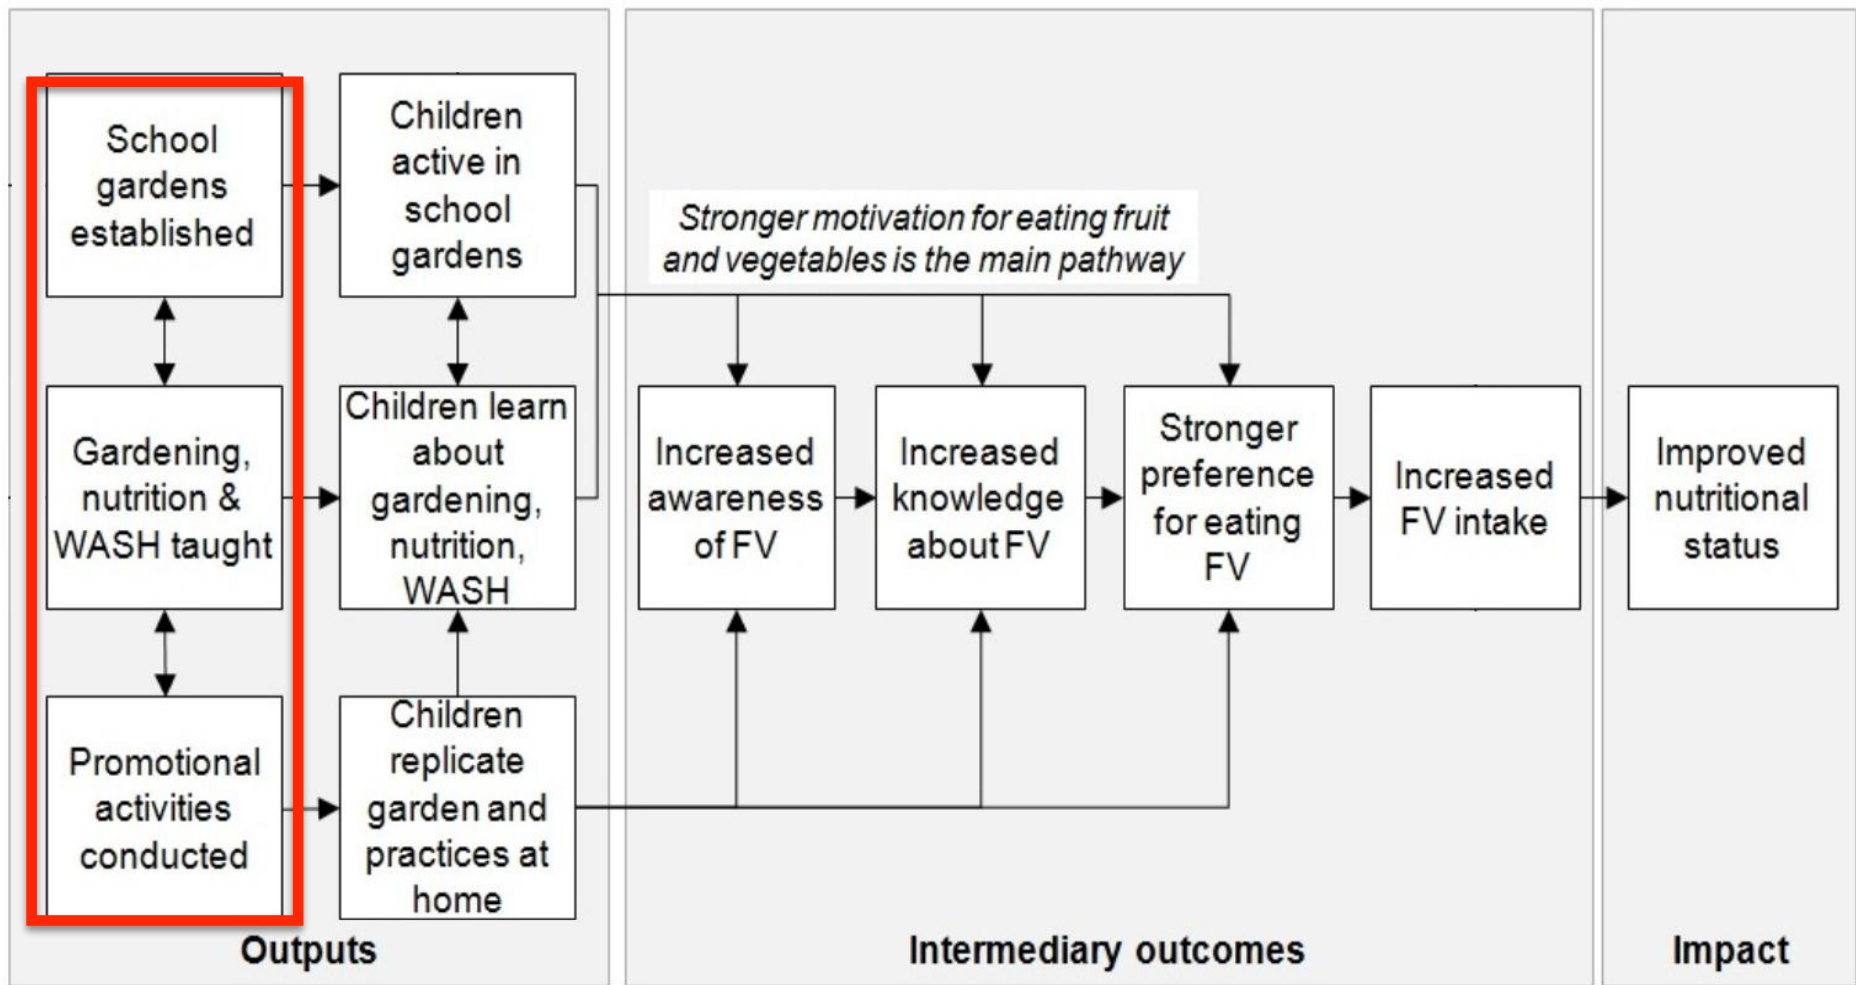 School
gardens
established
Children
active in
school
gardens
Stronger motivation for eating fruit
and vegetables is the main pathway
Gardening,
nutrition &
WASH taught
Children learn
about
gardening,
nutrition,
WASH
Increased
awareness
of FV
Increased
knowledge
about FV
Stronger
preference
for eating
FV
Increased
FV intake
Improved
nutritional
status
Promotional
activities
conducted
Children
replicate
garden and
practices at
home
Outputs
Intermediary outcomes
Impact